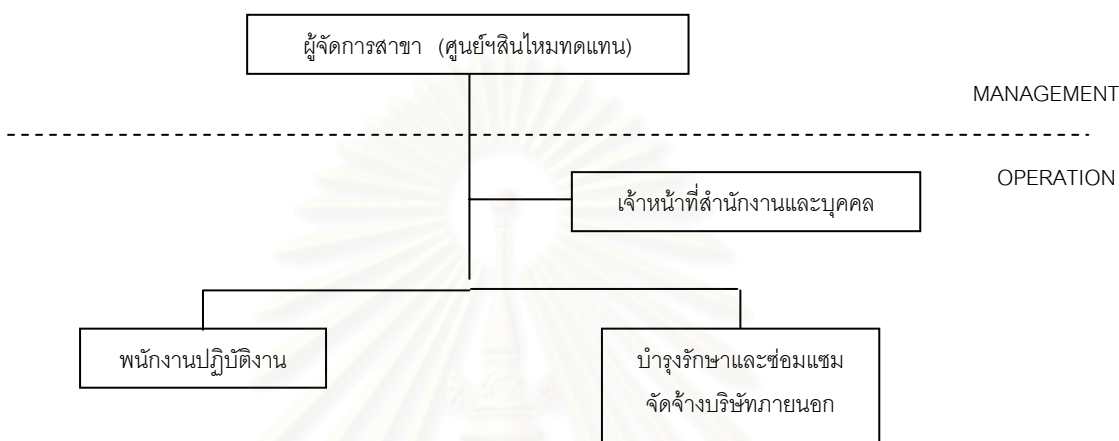 ผู้จัดการสาขา (ศูนย์ฯสินไหมทดแทน)
MANAGEMENT
OPERATION
เจ้าหน้าที่สำนักงานและบุคคล
พนักงานปฏิบัติงาน
บำรุงรักษาและซ่อมแซม
จัดจ้างบริษัทภายนอก